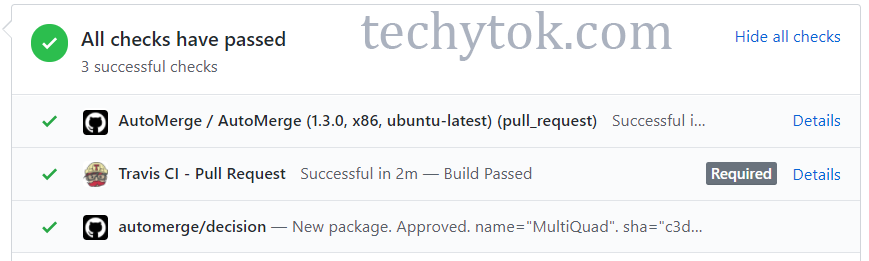 techytok.com
All checks have passed
Hide all checks
3 successful checks
AutoMerge / AutoMerge (1.3.0, x86, ubuntu-latest) (pull_request) Successful i... Details
Travis CI - Pull Request Successful in 2m — Build Passed Required Details
automerge/decision — New package. Approved. name="MultiQuad". sha="c3d...